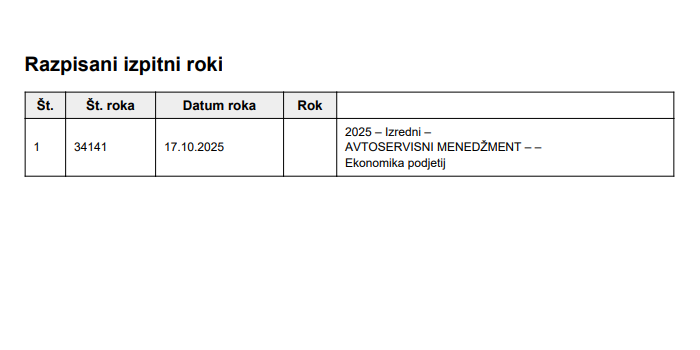 Razpisani izpitni roki
Št. Št. roka Datum roka Rok
1 34141 17.10.2025
2025 – Izredni –
AVTOSERVISNI MENEDŽMENT – –
Ekonomika podjetij